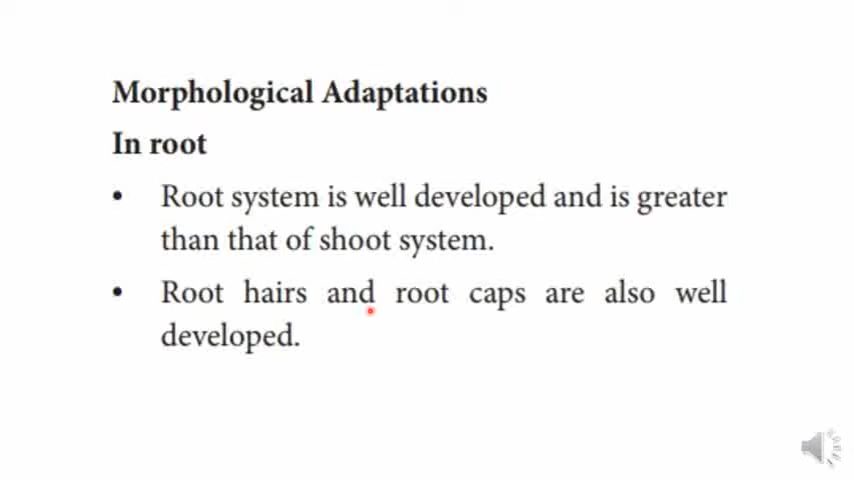 Morphological Adaptations
In root
• Root system is well developed and is greater
than that of shoot system.
• Root hairs and root caps are also well
developed.